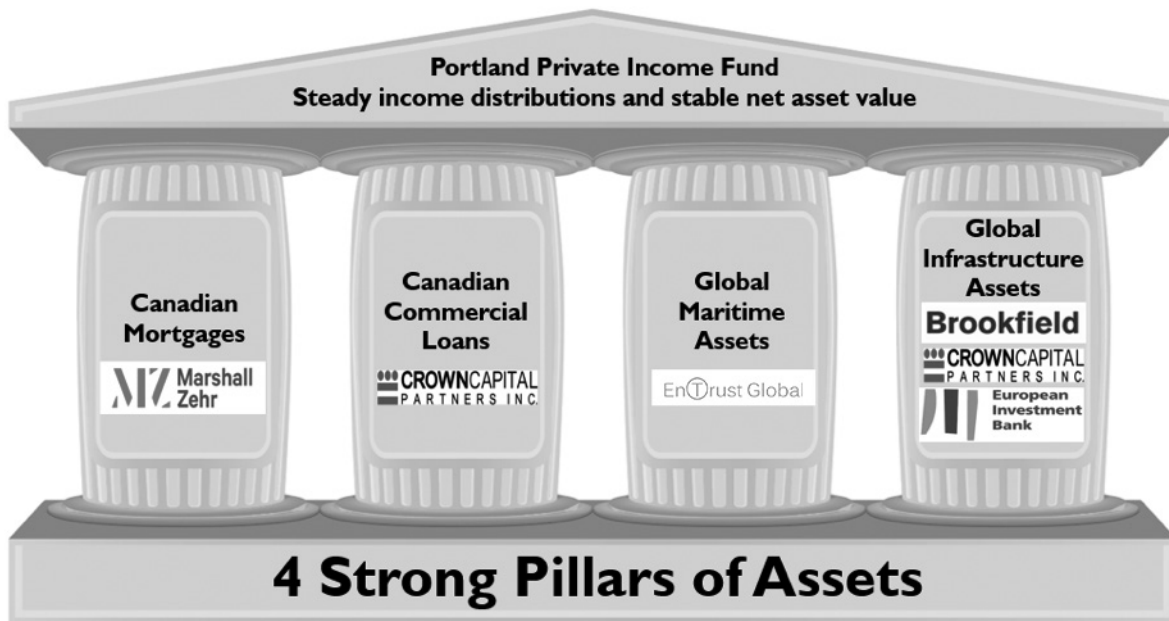 Portland Private Income Fund
Steady income distributions and stable net asset value
Canadian
Mortgages
MZ Marshall
Zehr
Canadian
Commercial
Loans
CROWNCAPITAL
PARTNERS INC.
Global
Maritime
Assets
EnTrust Global
Global
Infrastructure
Assets
Brookfield
CROWNCAPITAL
PARTNERS INC.
European
Investment
Bank
4 Strong Pillars of Assets